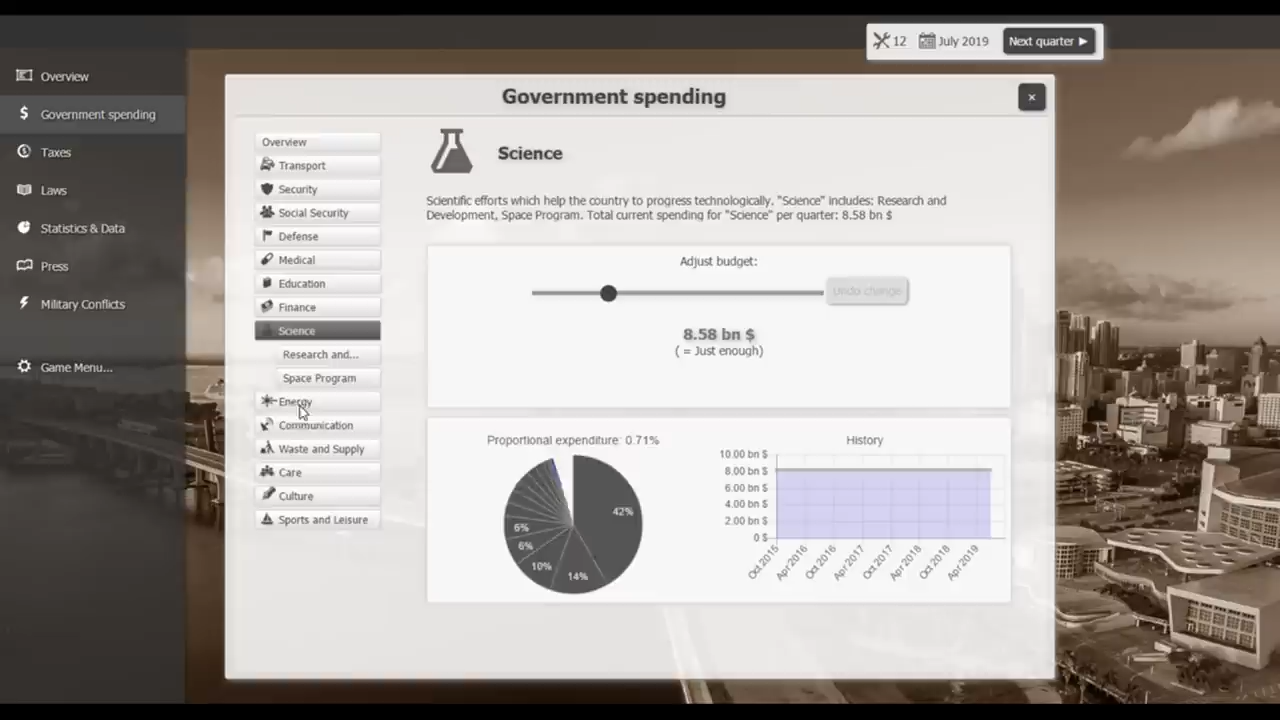 12 July 2019 Next quarter ►
Overview
Government spending
Taxes
Laws
Statistics & Data
Press
Military Conflicts
Game Menu...
Government spending
×
Overview
Transport
Security
Social Security
Defense
Medical
Education
Finance
Science
Research and...
Space Program
Energy
Communication
Waste and Supply
Care
Culture
Sports and Leisure
Science
Scientific efforts which help the country to progress technologically. "Science" includes: Research and
Development, Space Program. Total current spending for "Science" per quarter: 8.58 bn $
Adjust budget:
Undo change
8.58 bn $
( = Just enough)
Proportional expenditure: 0.71%
42%
14%
10%
6%
6%
History
10.00 bn $
8.00 bn $
6.00 bn $
4.00 bn $
2.00 bn $
0 $
Oct 2015
Apr 2016
Oct 2016
Apr 2017
Oct 2017
Apr 2018
Oct 2018
Apr 2019